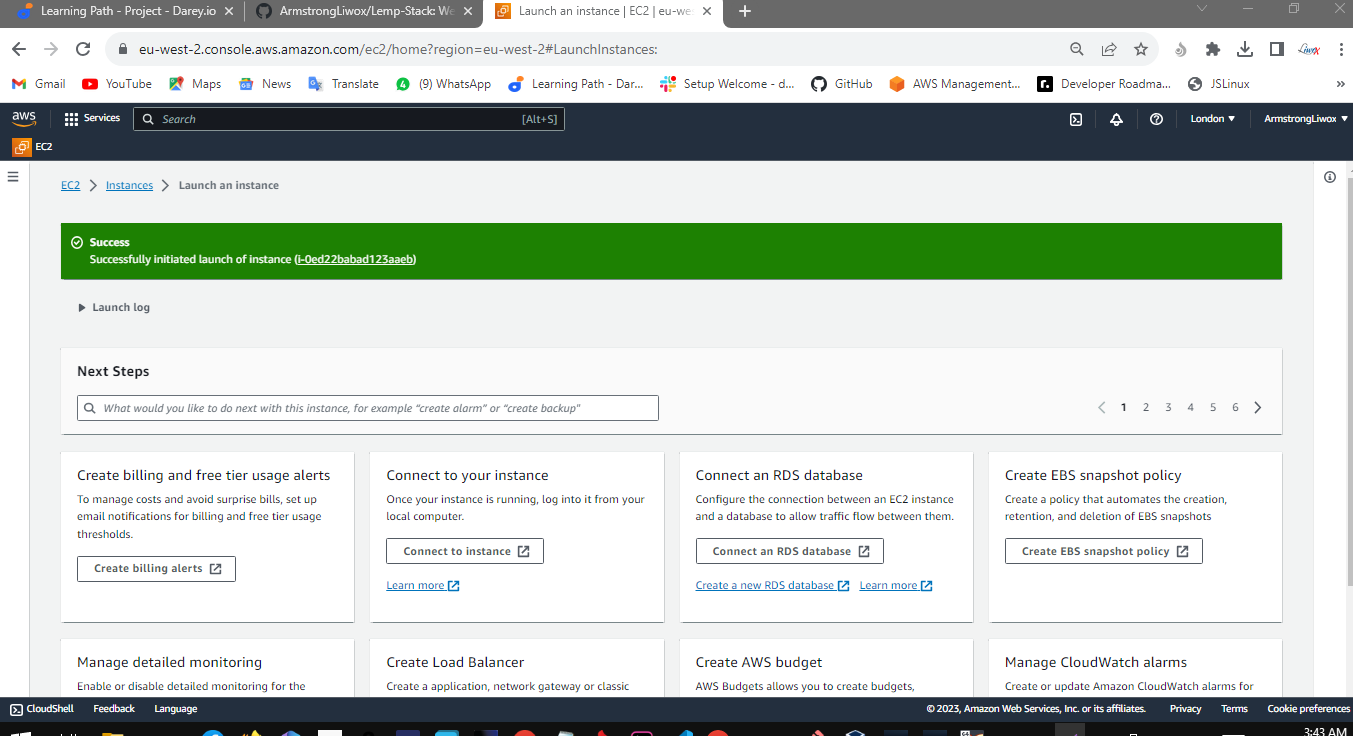 Learning Path - Project - Darey.io
ArmstrongLiwox/Lemp-Stack: We
Launch an instance | EC2 | eu-wes
eu-west-2.console.aws.amazon.com/ec2/home?region=eu-west-2#LaunchInstances:
Gmail YouTube Maps News Translate 4 (9) WhatsApp Learning Path - Dar... Setup Welcome - d... GitHub AWS Management... r. Developer Roadma... JSLinux »
aws Services Search [Alt+S] London ArmstrongLiwox
EC2
EC2 Instances Launch an instance
Success
Successfully initiated launch of instance (i-0ed22babad123aaeb)
Launch log
Next Steps
What would you like to do next with this instance, for example “create alarm” or “create backup”
1 2 3 4 5 6
Create billing and free tier usage alerts
To manage costs and avoid surprise bills, set up
email notifications for billing and free tier usage
thresholds.
Create billing alerts
Connect to your instance
Once your instance is running, log into it from your
local computer.
Connect to instance
Learn more
Connect an RDS database
Configure the connection between an EC2 instance
and a database to allow traffic flow between them.
Connect an RDS database
Create a new RDS database Learn more
Create EBS snapshot policy
Create a policy that automates the creation,
retention, and deletion of EBS snapshots
Create EBS snapshot policy
Manage detailed monitoring
Enable or disable detailed monitoring for the
Create Load Balancer
Create a application, network gateway or classic
Create AWS budget
AWS Budgets allows you to create budgets,
Manage CloudWatch alarms
Create or update Amazon CloudWatch alarms for
CloudShell Feedback Language © 2023, Amazon Web Services, Inc. or its affiliates. Privacy Terms Cookie preferences
3:43 AM